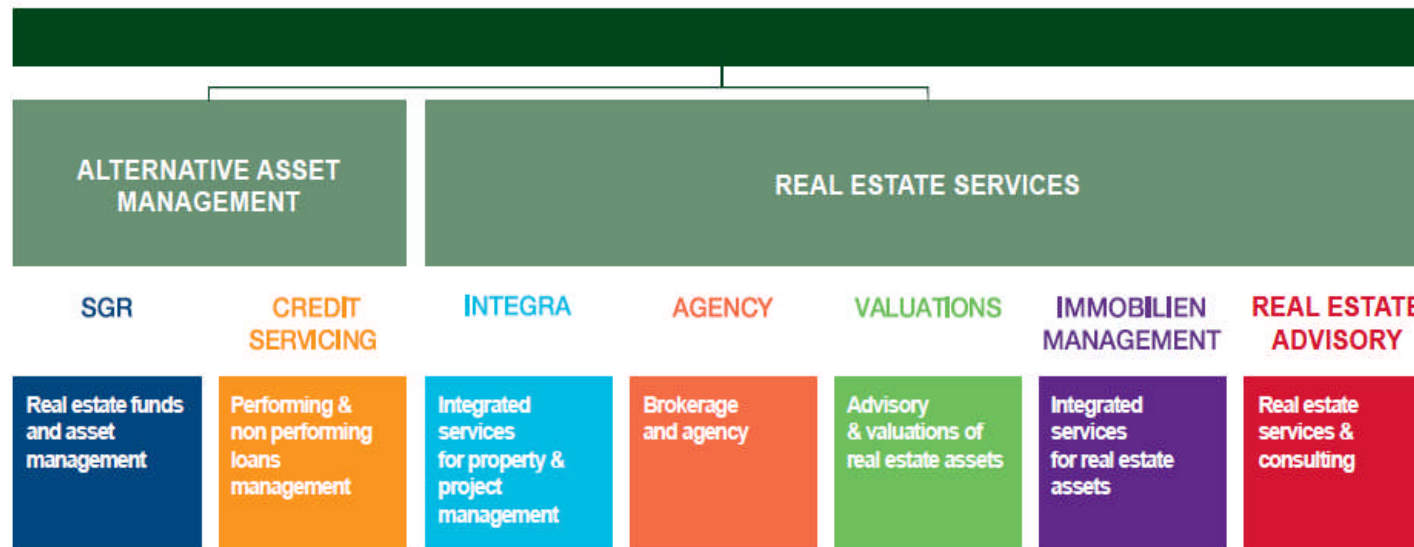 ALTERNATIVE ASSET
MANAGEMENT
REAL ESTATE SERVICES
SGR
CREDIT
SERVICING
INTEGRA
AGENCY
VALUATIONS
IMMOBILIEN
MANAGEMENT
REAL ESTATE
ADVISORY
Real estate funds
and asset
management
Performing &
non performing
loans
management
Integrated
services
for property &
project
management
Brokerage
and agency
Advisory
& valuations of
real estate assets
Integrated
services
for real estate
assets
Real estate
services &
consulting